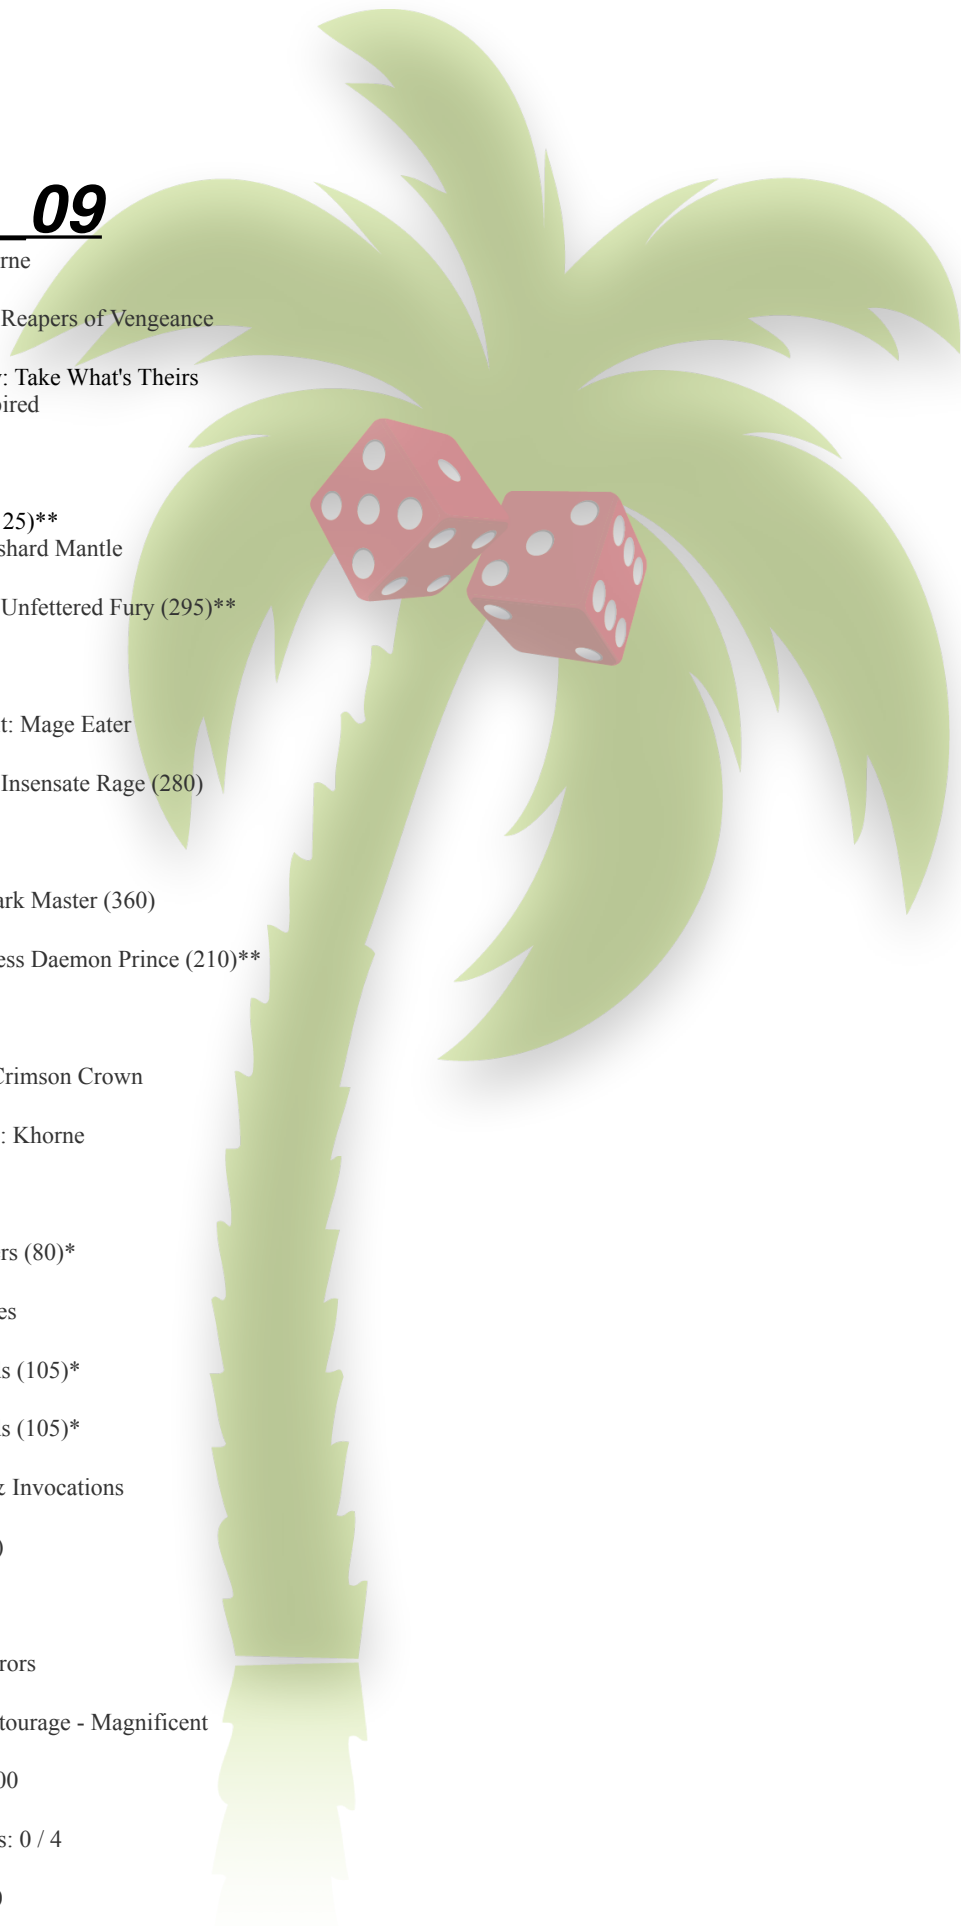 _09
rne
Reapers of Vengeance
: Take What's Theirs
ired
25)**
shard Mantle
Unfettered Fury (295)**
t: Mage Eater
Insensate Rage (280)
ark Master (360)
ess Daemon Prince (210)**
Crimson Crown
: Khorne
rs (80)*
es
s (105)*
s (105)*
& Invocations
)
rors
tourage - Magnificent
00
s: 0 / 4
)